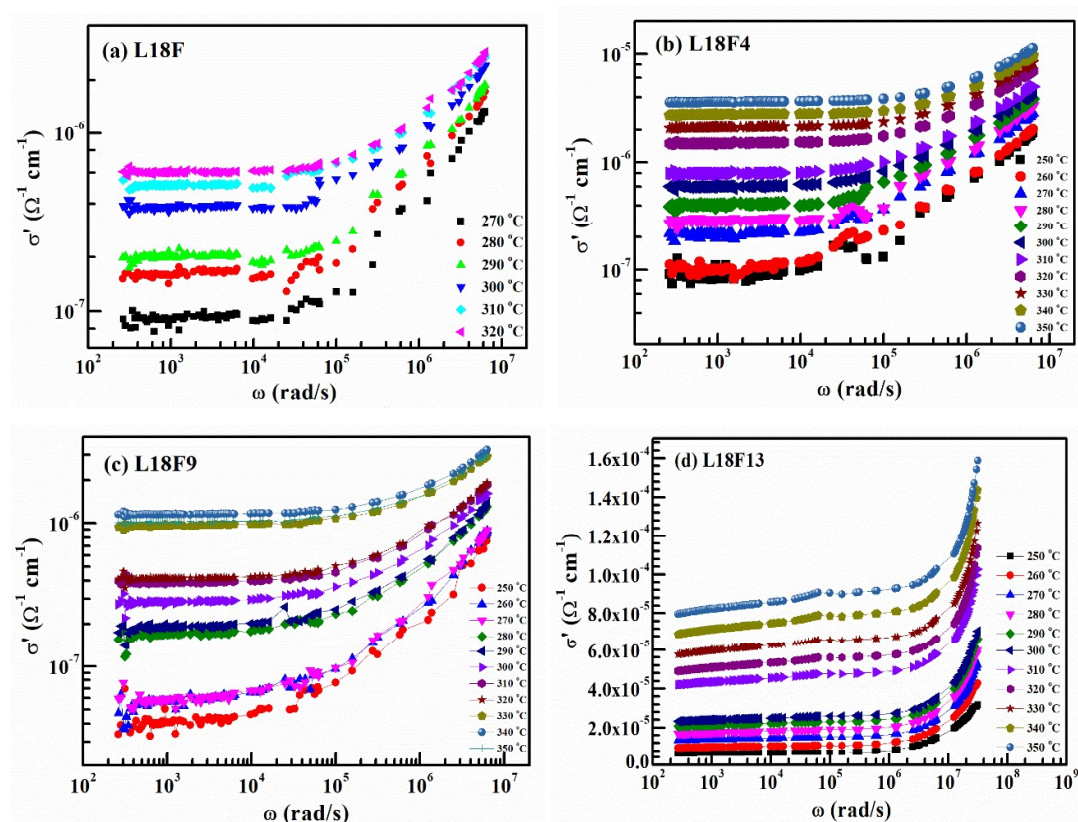 (a) L18F
σ' (Ω⁻¹ cm⁻¹)
10⁻⁶
10⁻⁷
270 °C
280 °C
290 °C
300 °C
310 °C
320 °C
10² 10³ 10⁴ 10⁵ 10⁶ 10⁷
ω (rad/s)
(b) L18F4
σ' (Ω⁻¹ cm⁻¹)
10⁻⁵
10⁻⁶
10⁻⁷
250 °C
260 °C
270 °C
280 °C
290 °C
300 °C
310 °C
320 °C
330 °C
340 °C
350 °C
10² 10³ 10⁴ 10⁵ 10⁶ 10⁷
ω (rad/s)
(c) L18F9
σ' (Ω⁻¹ cm⁻¹)
10⁻⁶
10⁻⁷
250 °C
260 °C
270 °C
280 °C
290 °C
300 °C
310 °C
320 °C
330 °C
340 °C
350 °C
10² 10³ 10⁴ 10⁵ 10⁶ 10⁷
ω (rad/s)
(d) L18F13
σ' (Ω⁻¹ cm⁻¹)
1.6x10⁻⁴
1.4x10⁻⁴
1.2x10⁻⁴
1.0x10⁻⁴
8.0x10⁻⁵
6.0x10⁻⁵
4.0x10⁻⁵
2.0x10⁻⁵
0.0
250 °C
260 °C
270 °C
280 °C
290 °C
300 °C
310 °C
320 °C
330 °C
340 °C
350 °C
10² 10³ 10⁴ 10⁵ 10⁶ 10⁷ 10⁸ 10⁹
ω (rad/s)